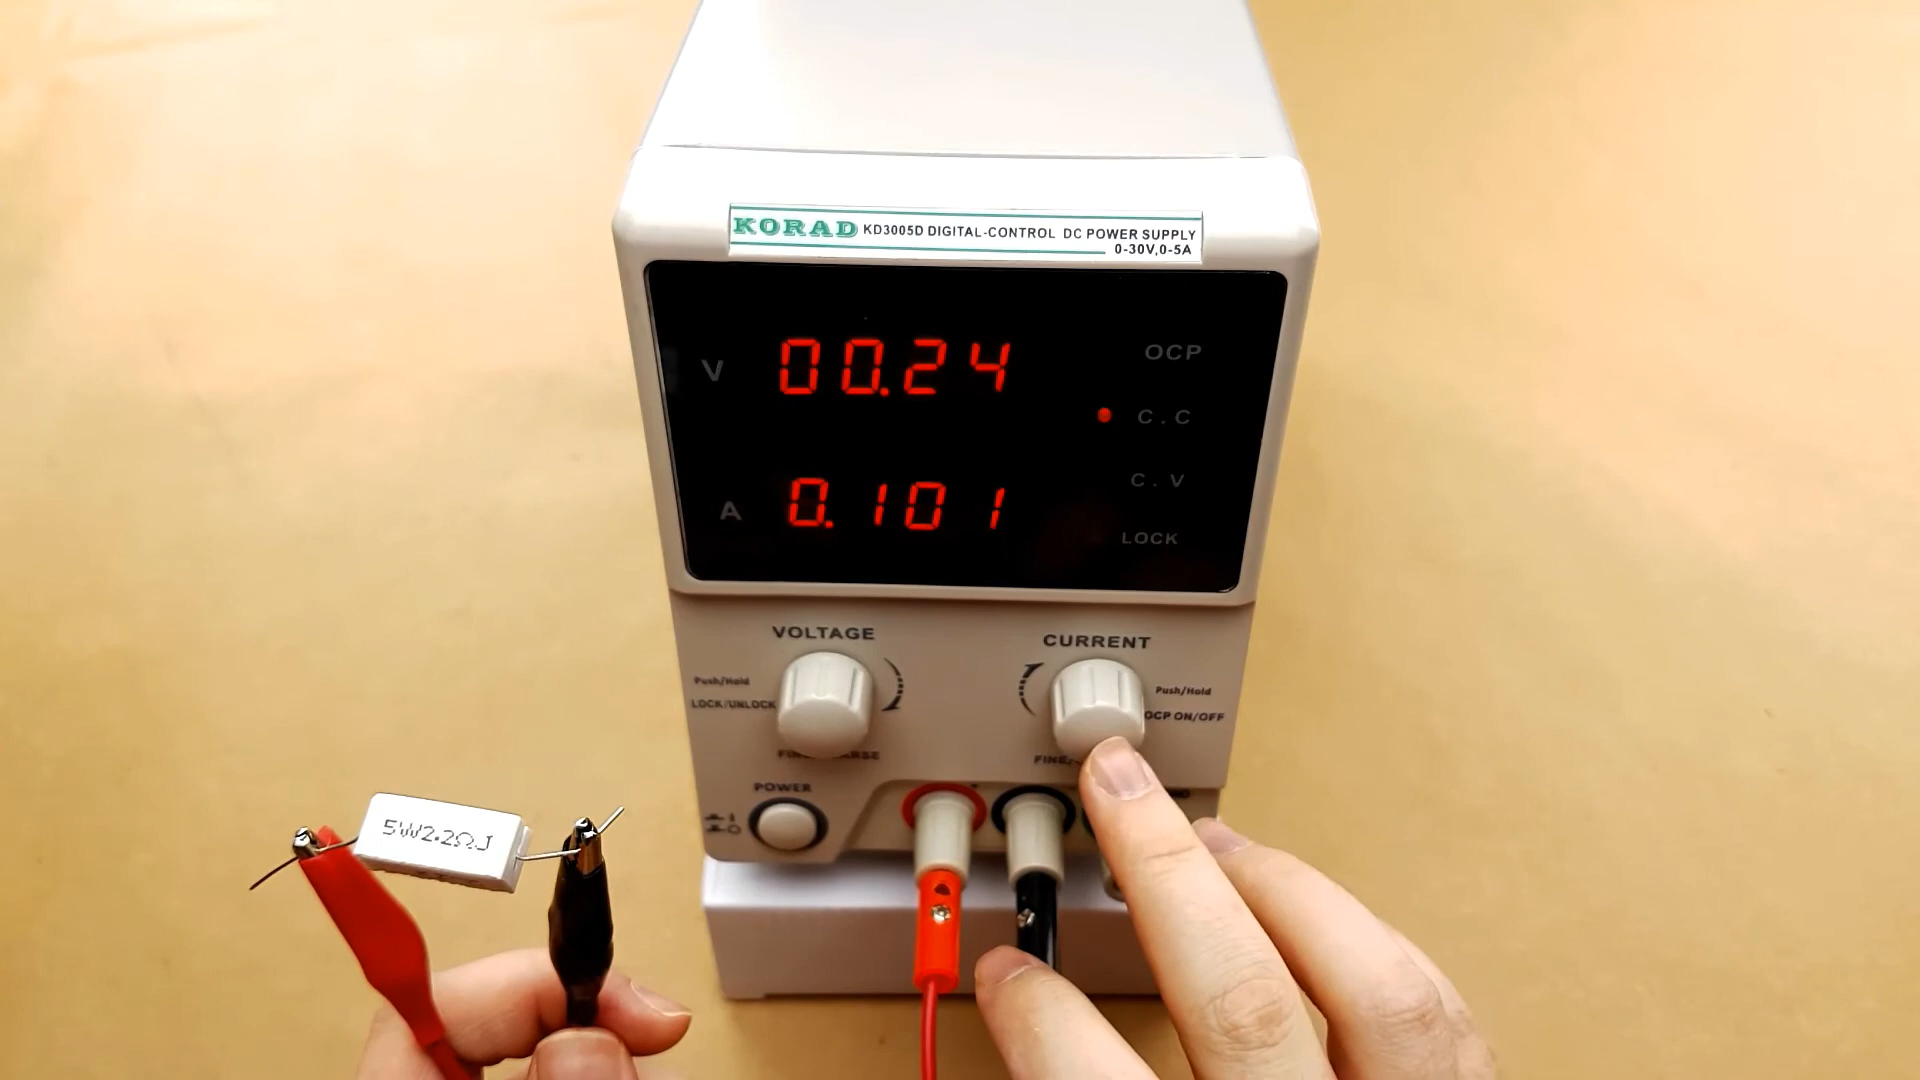 KORAD KD3005D DIGITAL-CONTROL DC POWER SUPPLY
0-30V,0-5A
V 00.24
OCP
C.C
C.V
A 0.101
LOCK
VOLTAGE
CURRENT
Push/Hold
LOCK/UNLOCK
Push/Hold
OCP ON/OFF
POWER
5W2.2ΩJ